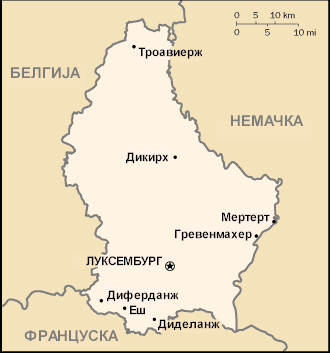 0 5 10 km
0 5 10 mi
Троавиерж
БЕЛГИЈА
НЕМАЧКА
Дикирх
Мертерт
Гревенмахер
ЛУКСЕМБУРГ
Диферданж
Еш
Диделанж
ФРАНЦУСКА